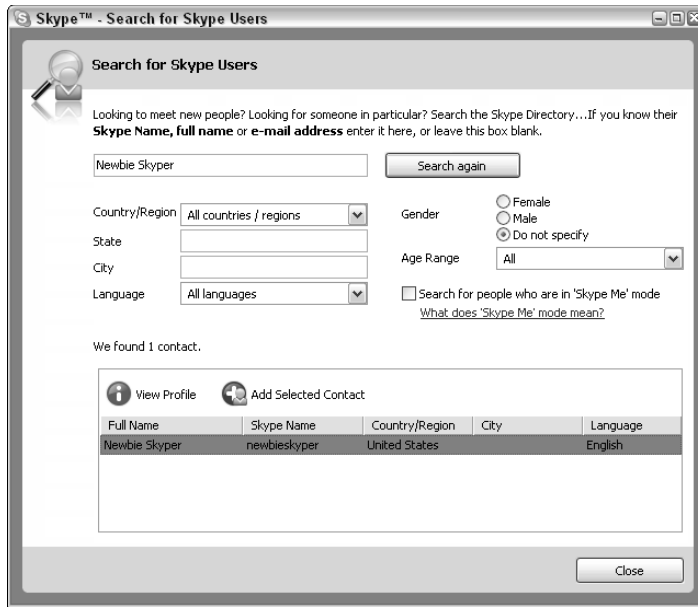 Skype™ - Search for Skype Users
Search for Skype Users
Looking to meet new people? Looking for someone in particular? Search the Skype Directory...If you know their
Skype Name, full name or e-mail address enter it here, or leave this box blank.
Newbie Skyper
Search again
Country/Region All countries / regions
State
City
Language All languages
Gender
Female
Male
Do not specify
Age Range All
Search for people who are in 'Skype Me' mode
What does 'Skype Me' mode mean?
We found 1 contact.
View Profile Add Selected Contact
Full Name Skype Name Country/Region City Language
Newbie Skyper newbieskyper United States English
Close